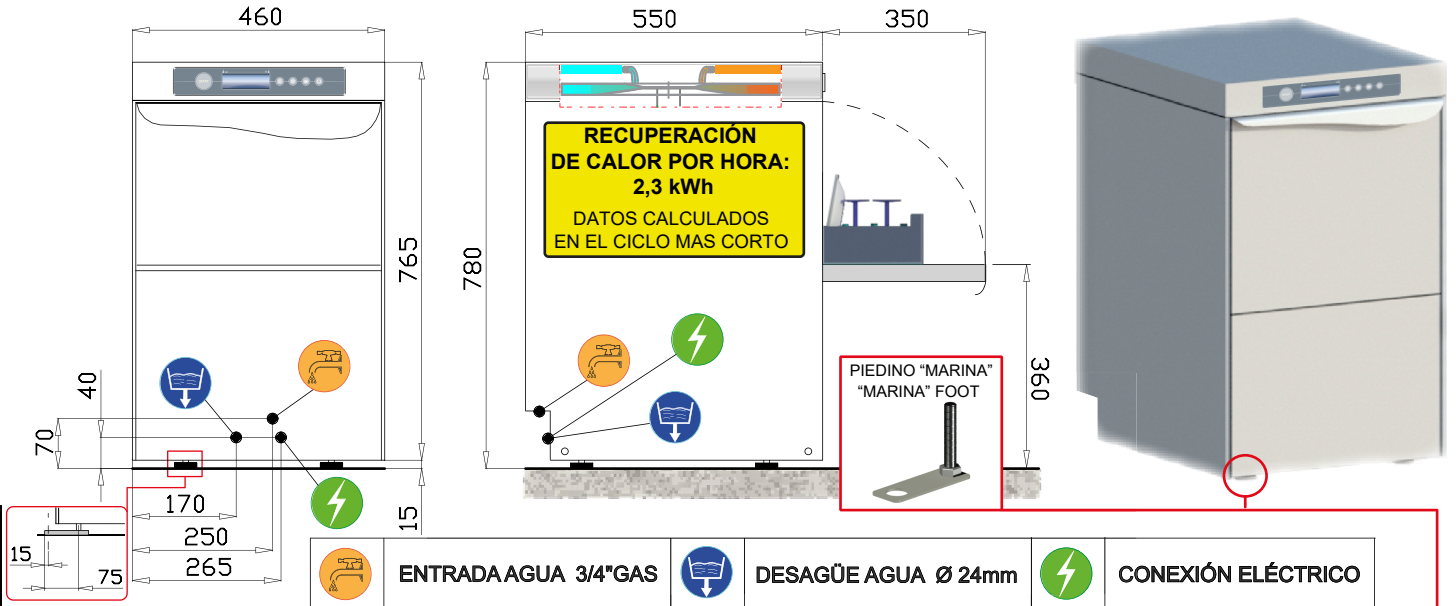 460
550
350
RECUPERACIÓN
DE CALOR POR HORA:
2,3 kWh
DATOS CALCULADOS
EN EL CICLO MAS CORTO
765
780
360
40
70
170
250
265
15
15
75
PIEDINO “MARINA”
“MARINA” FOOT
ENTRADA AGUA 3/4"GAS
DESAGÜE AGUA Ø 24mm
CONEXIÓN ELÉCTRICO